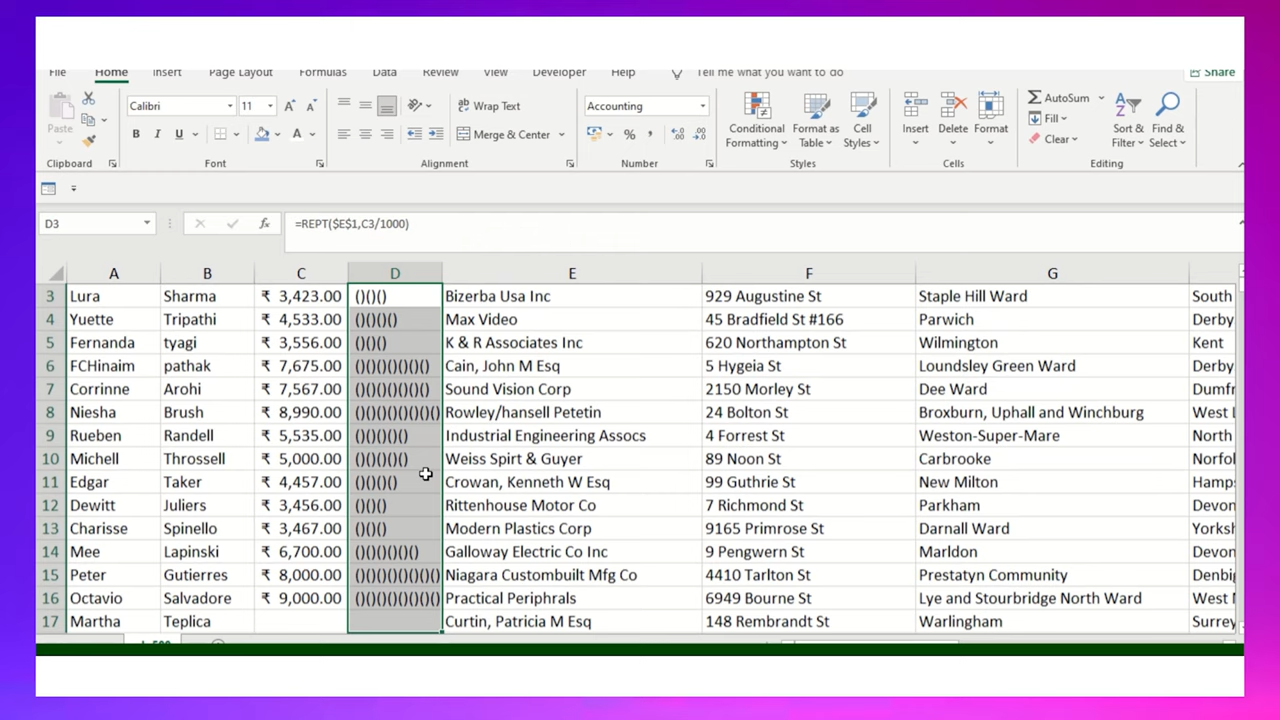 File Home Insert Page Layout Formulas Data Review View Developer Help Tell me what you want to do Share
Calibri 11 A A Wrap Text Accounting AutoSum
Paste B I U A Merge & Center % , Conditional Formatting Format as Table Cell Styles Insert Delete Format Fill Clear Sort & Filter Find & Select
Clipboard Font Alignment Number Styles Cells Editing
D3 fx =REPT($E$1,C3/1000)
A B C D E F G
3 Lura Sharma ₹ 3,423.00 ()()() Bizerba Usa Inc 929 Augustine St Staple Hill Ward South
4 Yuette Tripathi ₹ 4,533.00 ()()()() Max Video 45 Bradfield St #166 Parwich Derby
5 Fernanda tyagi ₹ 3,556.00 ()()() K & R Associates Inc 620 Northampton St Wilmington Kent
6 FCHinaim pathak ₹ 7,675.00 ()()()()()()() Cain, John M Esq 5 Hygeia St Loundsley Green Ward Derby
7 Corrinne Arohi ₹ 7,567.00 ()()()()()()() Sound Vision Corp 2150 Morley St Dee Ward Dumfr
8 Niesha Brush ₹ 8,990.00 ()()()()()()()() Rowley/hansell Petetin 24 Bolton St Broxburn, Uphall and Winchburg West L
9 Rueben Randell ₹ 5,535.00 ()()()()() Industrial Engineering Assocs 4 Forrest St Weston-Super-Mare North
10 Michell Throssell ₹ 5,000.00 ()()()()() Weiss Spirt & Guyer 89 Noon St Carbrooke Norfol
11 Edgar Taker ₹ 4,457.00 ()()()() Crowan, Kenneth W Esq 99 Guthrie St New Milton Hamps
12 Dewitt Juliers ₹ 3,456.00 ()()() Rittenhouse Motor Co 7 Richmond St Parkham Devon
13 Charisse Spinello ₹ 3,467.00 ()()() Modern Plastics Corp 9165 Primrose St Darnall Ward Yorksh
14 Mee Lapinski ₹ 6,700.00 ()()()()()() Galloway Electric Co Inc 9 Pengwern St Marldon Devon
15 Peter Gutierres ₹ 8,000.00 ()()()()()()()() Niagara Custombuilt Mfg Co 4410 Tarlton St Prestatyn Community Denbig
16 Octavio Salvadore ₹ 9,000.00 ()()()()()()()() Practical Periphrals 6949 Bourne St Lye and Stourbridge North Ward West
17 Martha Teplica Curtin, Patricia M Esq 148 Rembrandt St Warlingham Surrey